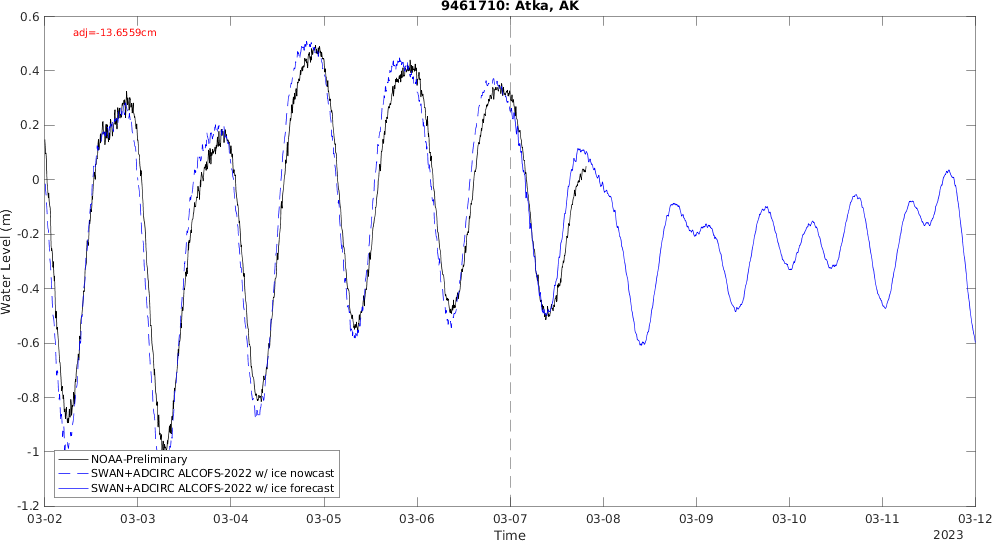 9461710: Atka, AK
adj=-13.6559cm
Water Level (m)
0.6
0.4
0.2
0
-0.2
-0.4
-0.6
-0.8
-1
-1.2
NOAA-Preliminary
SWAN+ADCIRC ALCOFS-2022 w/ ice nowcast
SWAN+ADCIRC ALCOFS-2022 w/ ice forecast
03-02 03-03 03-04 03-05 03-06 03-07 03-08 03-09 03-10 03-11 03-12
Time
2023